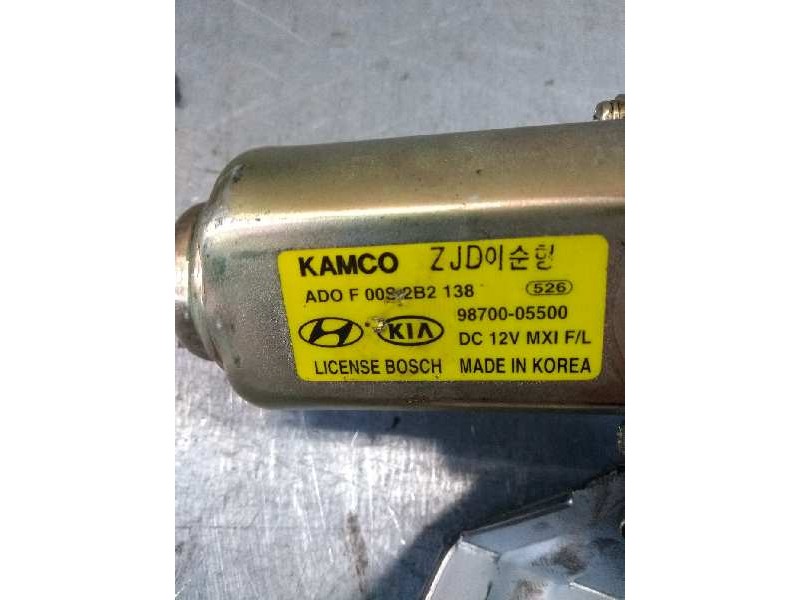 KAMCO ZJD이순형
ADO F 00S 2B2 138 526
98700-05500
KIA DC 12V MXI F/L
LICENSE BOSCH MADE IN KOREA